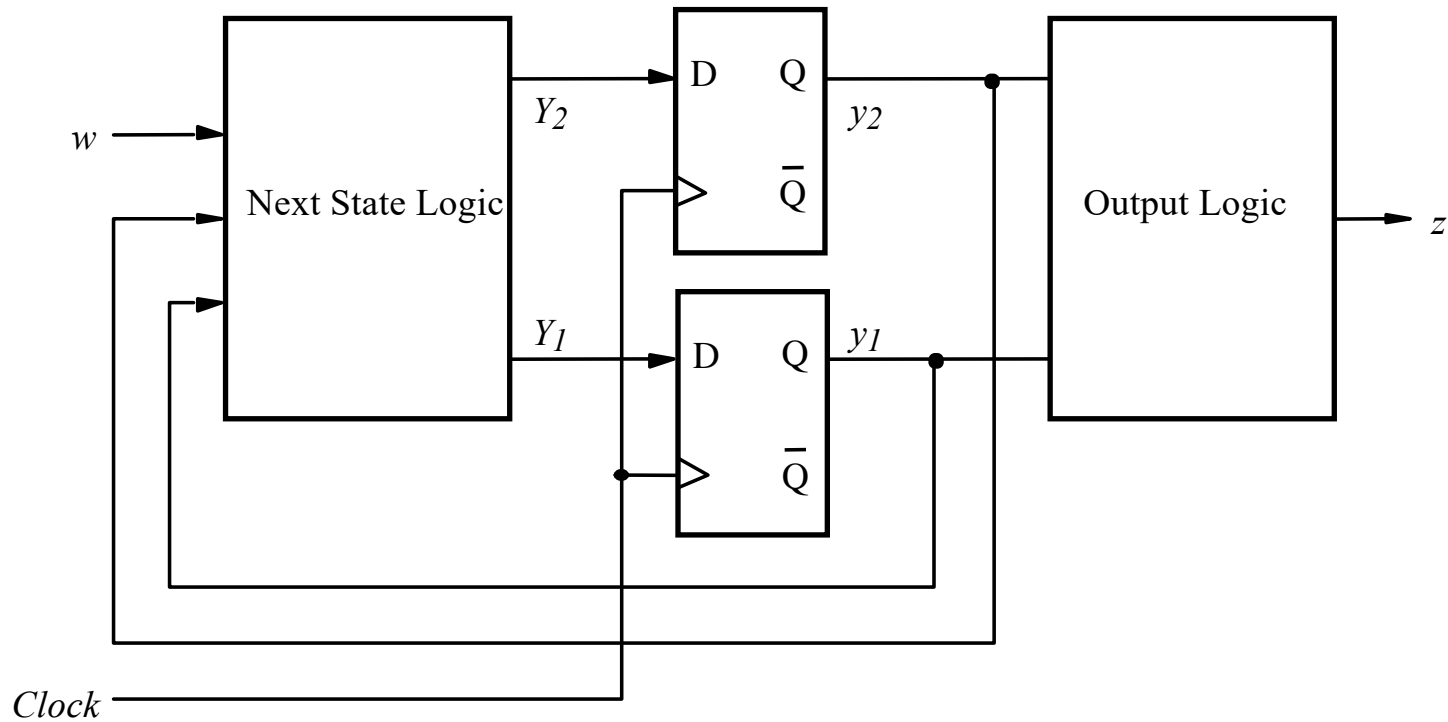 w
Next State Logic
Y2
Y1
D Q
Q̅
y2
D Q
Q̅
y1
Output Logic
z
Clock